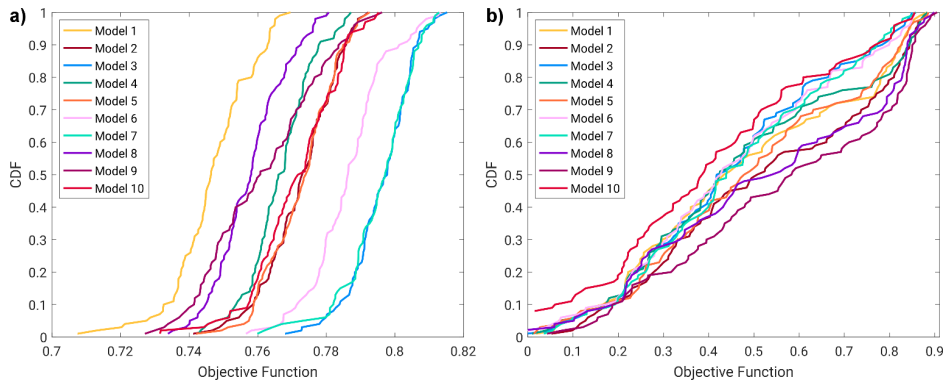 a)
1
0.9
0.8
0.7
0.6
0.5
0.4
0.3
0.2
0.1
0
CDF
Model 1
Model 2
Model 3
Model 4
Model 5
Model 6
Model 7
Model 8
Model 9
Model 10
0.7 0.72 0.74 0.76 0.78 0.8 0.82
Objective Function
b)
1
0.9
0.8
0.7
0.6
0.5
0.4
0.3
0.2
0.1
0
CDF
Model 1
Model 2
Model 3
Model 4
Model 5
Model 6
Model 7
Model 8
Model 9
Model 10
0 0.1 0.2 0.3 0.4 0.5 0.6 0.7 0.8 0.9
Objective Function